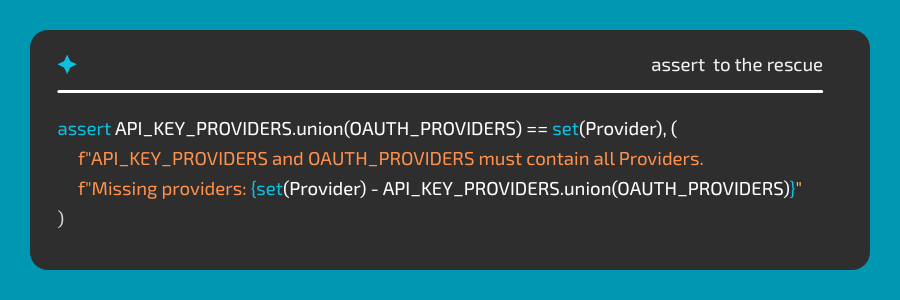 assert to the rescue
assert API_KEY_PROVIDERS.union(OAUTH_PROVIDERS) == set(Provider), (
f"API_KEY_PROVIDERS and OAUTH_PROVIDERS must contain all Providers.
f"Missing providers: {set(Provider) - API_KEY_PROVIDERS.union(OAUTH_PROVIDERS)}"
)